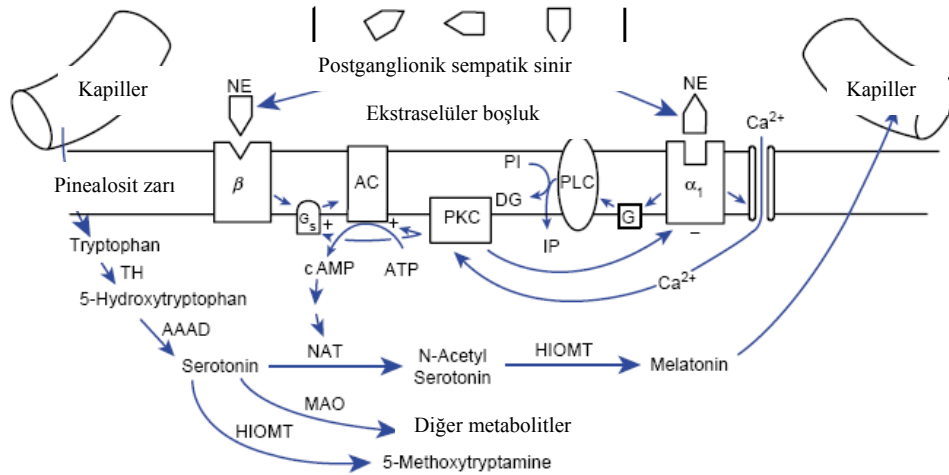 Postganglionik sempatik sinir
Kapiller
NE
NE
Kapiller
Ekstraselüler boşluk
Ca2+
Pinealosit zarı
β
AC
PI
PLC
α1
DG
Gs
+
+
PKC
G
−
IP
Tryptophan
cAMP
ATP
TH
Ca2+
5-Hydroxytryptophan
AAAD
Serotonin
NAT
N-Acetyl
Serotonin
HIOMT
Melatonin
MAO
HIOMT
Diğer metabolitler
5-Methoxytryptamine